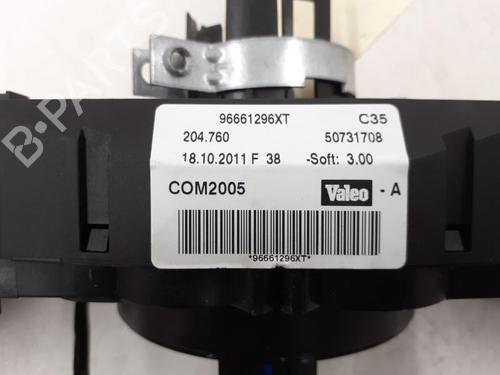 96661296XT C35
204.760 50731708
18.10.2011 F 38 -Soft: 3.00
COM2005 Valeo - A
*96661296XT*
B-PARTS